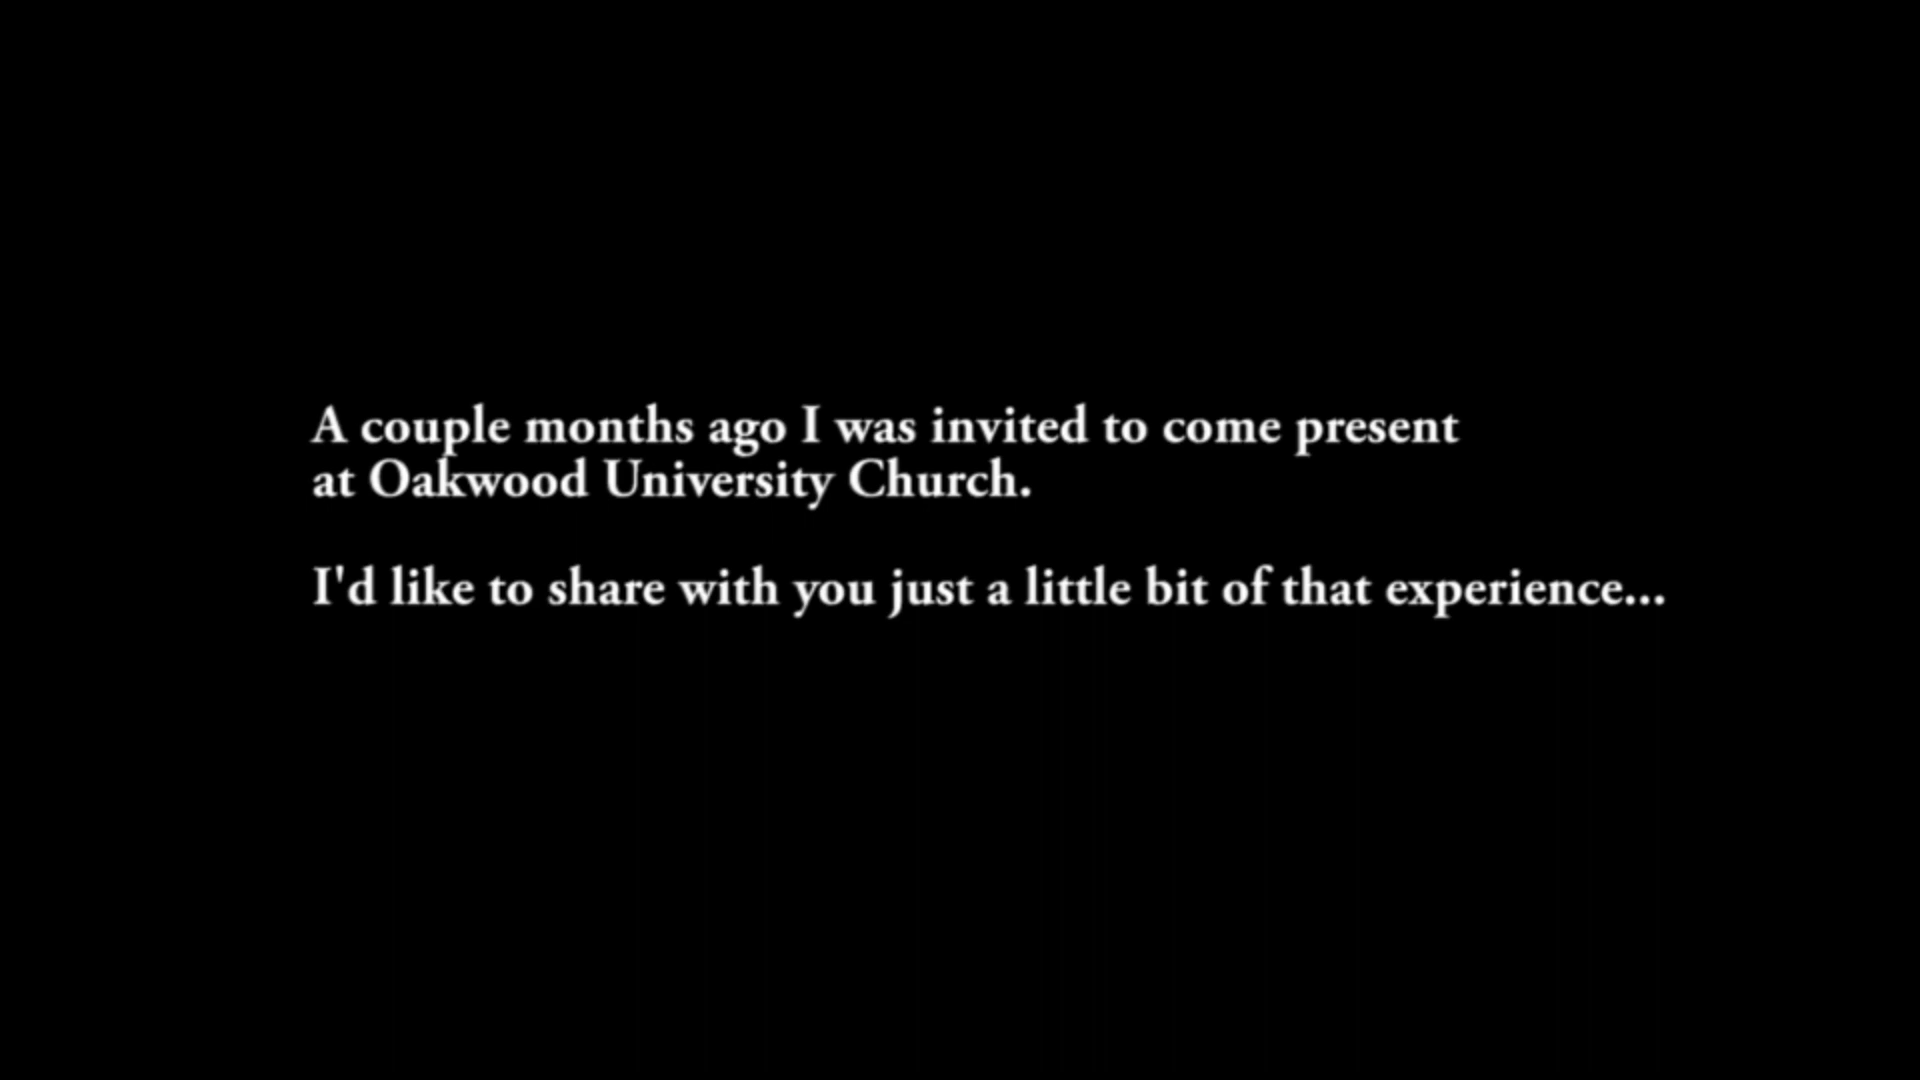 A couple months ago I was invited to come present
at Oakwood University Church.
I'd like to share with you just a little bit of that experience...